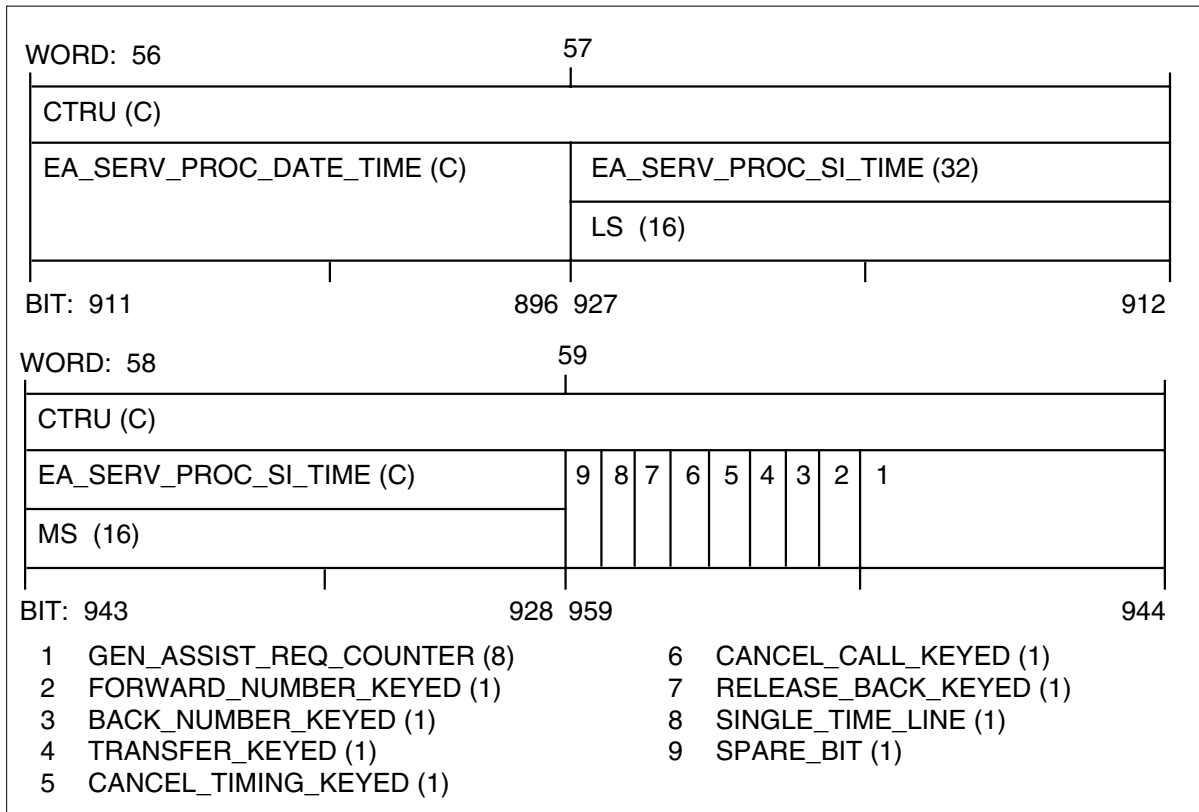 WORD: 56 57
CTRU (C)
EA_SERV_PROC_DATE_TIME (C) EA_SERV_PROC_SI_TIME (32)
LS (16)
BIT: 911 896 927 912
WORD: 58 59
CTRU (C)
EA_SERV_PROC_SI_TIME (C) 9 8 7 6 5 4 3 2 1
MS (16)
BIT: 943 928 959 944
1 GEN_ASSIST_REQ_COUNTER (8) 6 CANCEL_CALL_KEYED (1)
2 FORWARD_NUMBER_KEYED (1) 7 RELEASE_BACK_KEYED (1)
3 BACK_NUMBER_KEYED (1) 8 SINGLE_TIME_LINE (1)
4 TRANSFER_KEYED (1) 9 SPARE_BIT (1)
5 CANCEL_TIMING_KEYED (1)